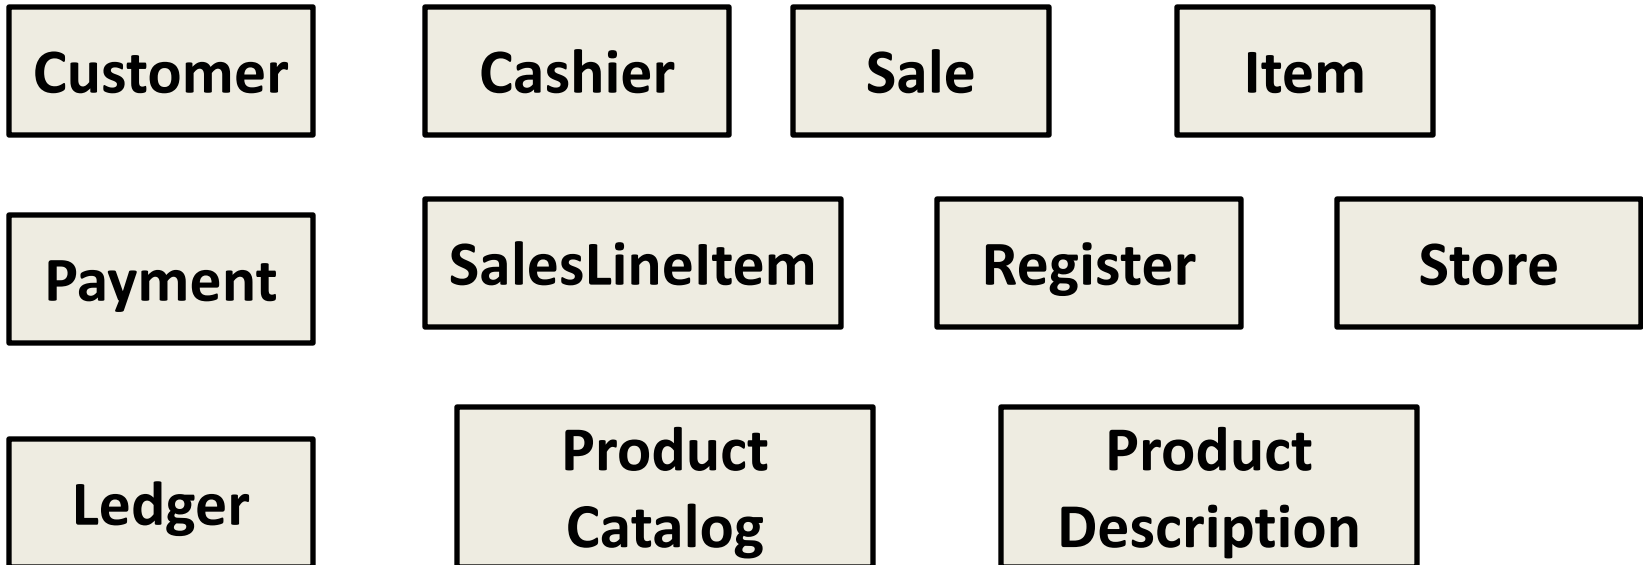 Customer
Cashier
Sale
Item
Payment
SalesLineItem
Register
Store
Ledger
Product
Catalog
Product
Description